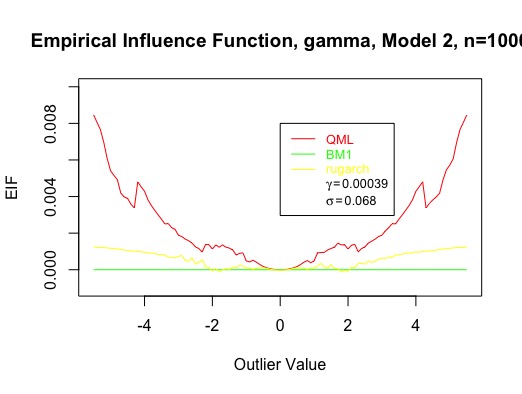 Empirical Influence Function, gamma, Model 2, n=1000
0.008
0.004
0.000
EIF
QML
BM1
rugarch
γ=0.00039
σ=0.068
-4 -2 0 2 4
Outlier Value